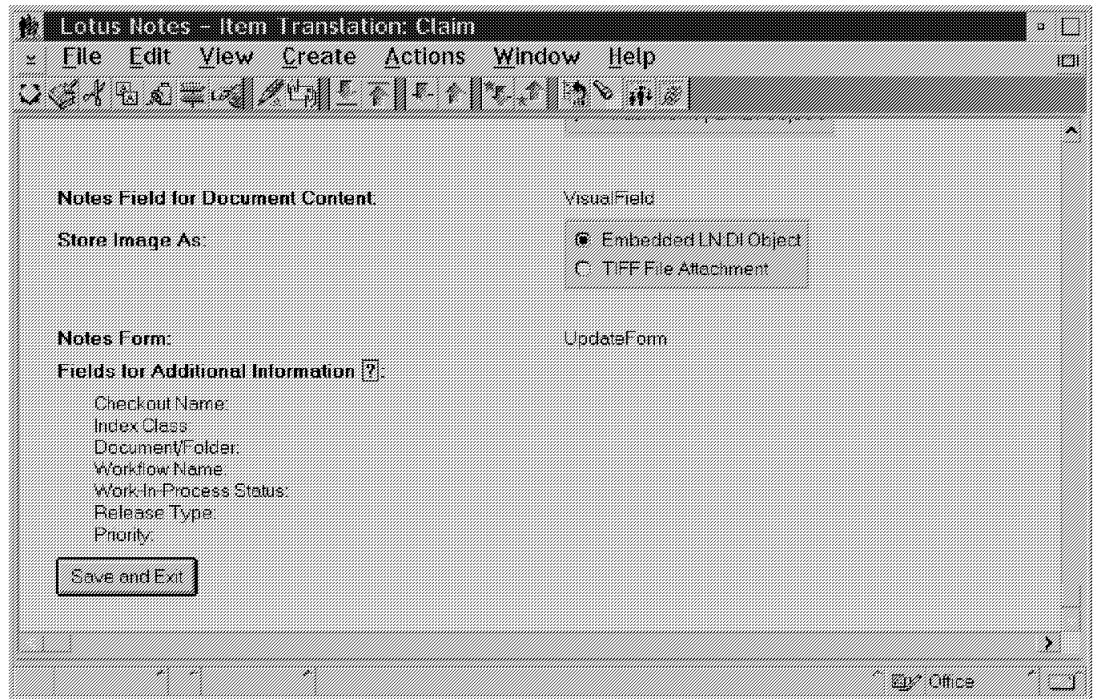 Lotus Notes - Item Translation: Claim
File Edit View Create Actions Window Help
Notes Field for Document Content: VisualField
Store Image As: Embedded LN:DI Object
TIFF File Attachment
Notes Form: UpdateForm
Fields for Additional Information ?:
Checkout Name:
Index Class:
Document/Folder:
Workflow Name:
Work-In-Process Status:
Release Type:
Priority:
Save and Exit
Office